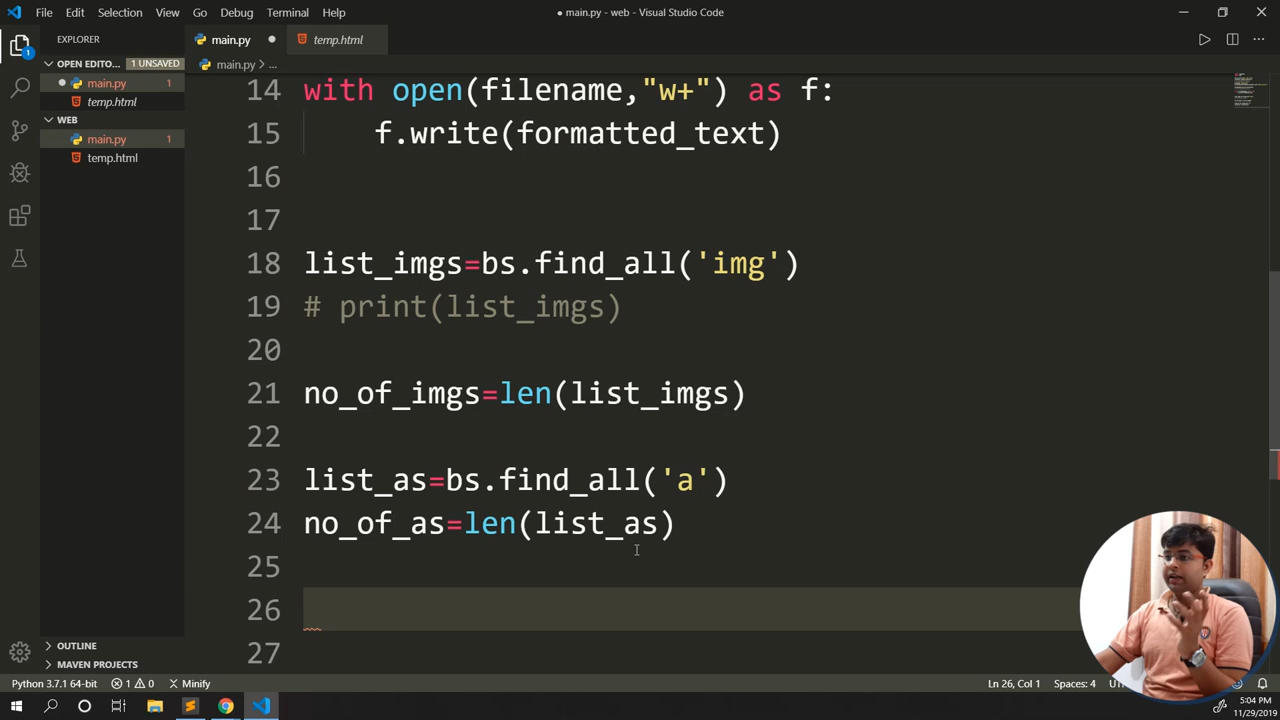 File Edit Selection View Go Debug Terminal Help
● main.py - web - Visual Studio Code
EXPLORER
main.py
temp.html
OPEN EDITO... 1 UNSAVED
main.py > ...
main.py 1
temp.html
WEB
main.py 1
temp.html
14 with open(filename,"w+") as f:
15 f.write(formatted_text)
16
17
18 list_imgs=bs.find_all('img')
19 # print(list_imgs)
20
21 no_of_imgs=len(list_imgs)
22
23 list_as=bs.find_all('a')
24 no_of_as=len(list_as)
25
26
27
OUTLINE
MAVEN PROJECTS
Python 3.7.1 64-bit 1 0 Minify Ln 26, Col 1 Spaces: 4
5:04 PM
11/29/2019